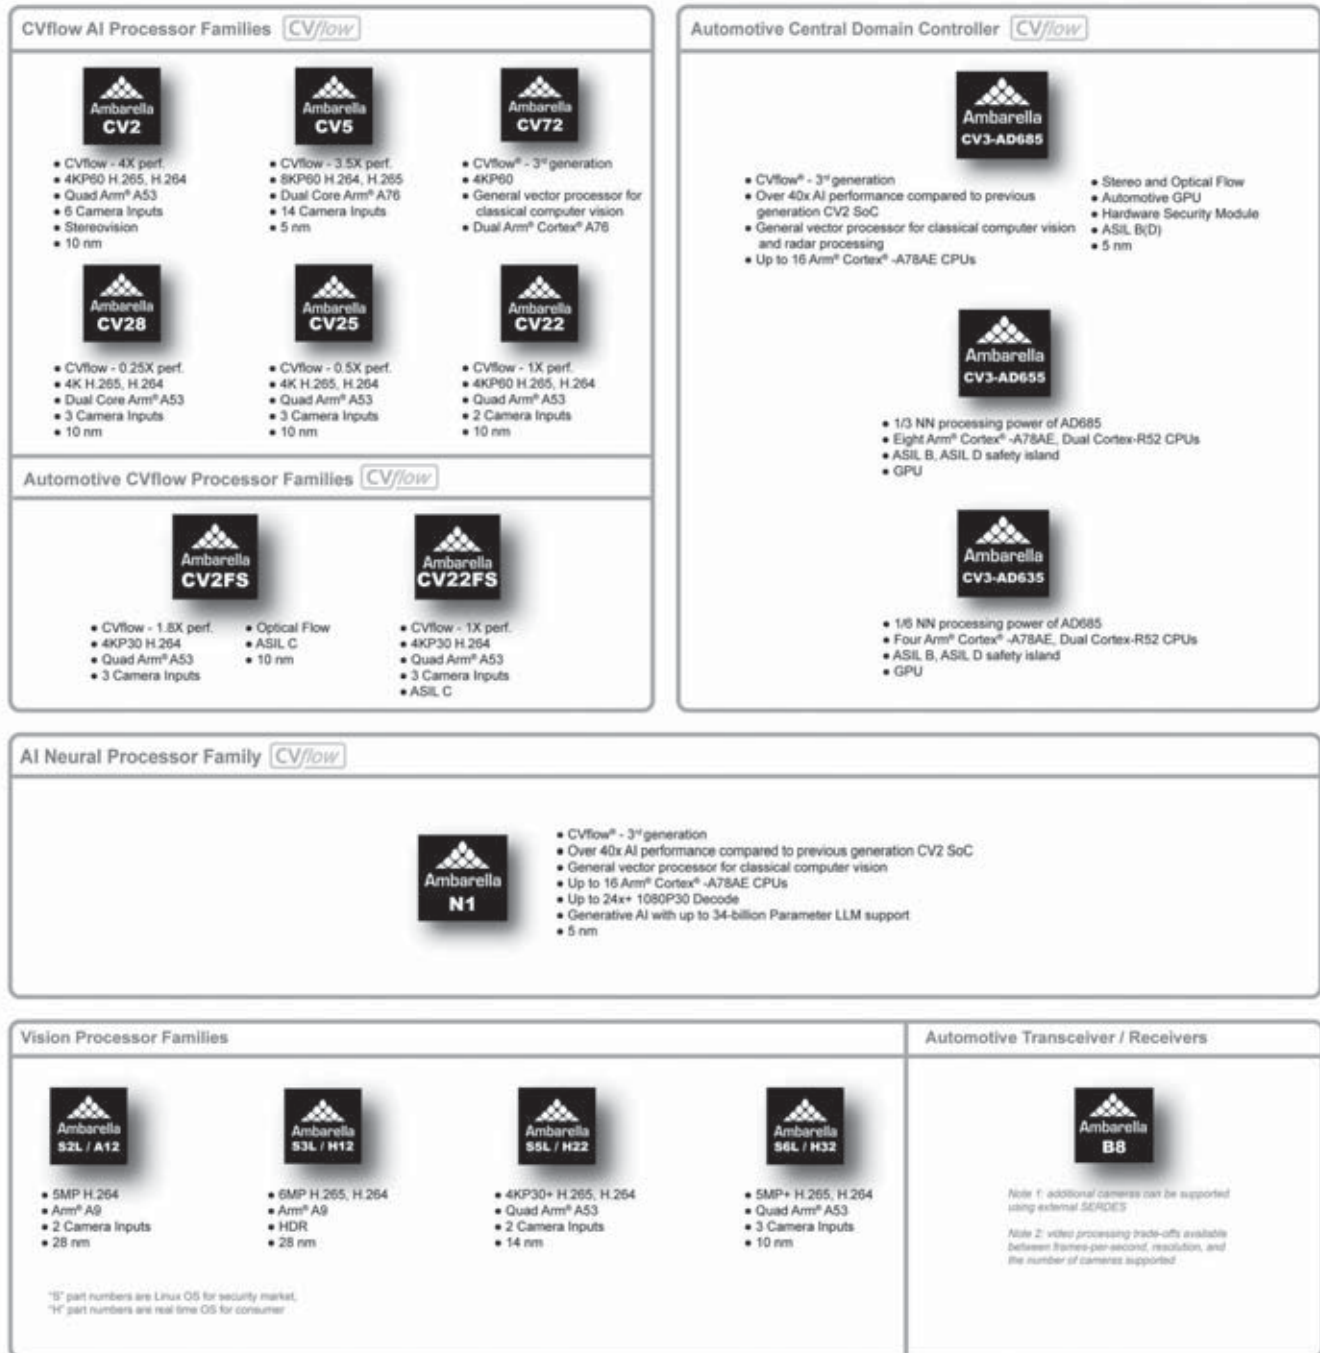 CVflow AI Processor Families CVflow
Ambarella
CV2
• CVflow - 4X perf.
• 4KP60 H.265, H.264
• Quad Arm® A53
• 6 Camera Inputs
• Stereovision
• 10 nm
Ambarella
CV5
• CVflow - 3.5X perf.
• 8KP60 H.264, H.265
• Dual Core Arm® A76
• 14 Camera Inputs
• 5 nm
Ambarella
CV72
• CVflow® - 3rd generation
• 4KP60
• General vector processor for
classical computer vision
• Dual Arm® Cortex® A76
Ambarella
CV28
• CVflow - 0.25X perf.
• 4K H.265, H.264
• Dual Core Arm® A53
• 3 Camera Inputs
• 10 nm
Ambarella
CV25
• CVflow - 0.5X perf.
• 4K H.265, H.264
• Quad Arm® A53
• 3 Camera Inputs
• 10 nm
Ambarella
CV22
• CVflow - 1X perf.
• 4KP60 H.265, H.264
• Quad Arm® A53
• 2 Camera Inputs
• 10 nm
Automotive CVflow Processor Families CVflow
Ambarella
CV2FS
• CVflow - 1.8X perf.
• 4KP30 H.264
• Quad Arm® A53
• 3 Camera Inputs
• Optical Flow
• ASIL C
• 10 nm
Ambarella
CV22FS
• CVflow - 1X perf.
• 4KP30 H.264
• Quad Arm® A53
• 3 Camera Inputs
• ASIL C
Automotive Central Domain Controller CVflow
Ambarella
CV3-AD685
• CVflow® - 3rd generation
• Over 40x AI performance compared to previous
generation CV2 SoC
• General vector processor for classical computer vision
and radar processing
• Up to 16 Arm® Cortex® -A78AE CPUs
• Stereo and Optical Flow
• Automotive GPU
• Hardware Security Module
• ASIL B(D)
• 5 nm
Ambarella
CV3-AD655
• 1/3 NN processing power of AD685
• Eight Arm® Cortex® -A78AE, Dual Cortex-R52 CPUs
• ASIL B, ASIL D safety island
• GPU
Ambarella
CV3-AD635
• 1/6 NN processing power of AD685
• Four Arm® Cortex® -A78AE, Dual Cortex-R52 CPUs
• ASIL B, ASIL D safety island
• GPU
AI Neural Processor Family CVflow
Ambarella
N1
• CVflow® - 3rd generation
• Over 40x AI performance compared to previous generation CV2 SoC
• General vector processor for classical computer vision
• Up to 16 Arm® Cortex® -A78AE CPUs
• Up to 24x+ 1080P30 Decode
• Generative AI with up to 34-billion Parameter LLM support
• 5 nm
Vision Processor Families
Ambarella
S2L / A12
• 5MP H.264
• Arm® A9
• 2 Camera Inputs
• 28 nm
Ambarella
S3L / H12
• 6MP H.265, H.264
• Arm® A9
• HDR
• 28 nm
Ambarella
S5L / H22
• 4KP30+ H.265, H.264
• Quad Arm® A53
• 2 Camera Inputs
• 14 nm
Ambarella
S6L / H32
• 5MP+ H.265, H.264
• Quad Arm® A53
• 3 Camera Inputs
• 10 nm
"S" part numbers are Linux OS for security market,
"H" part numbers are real time OS for consumer
Automotive Transceiver / Receivers
Ambarella
B8
Note 1: additional cameras can be supported
using external SERDES
Note 2: video processing trade-offs available
between frames-per-second, resolution, and
the number of cameras supported